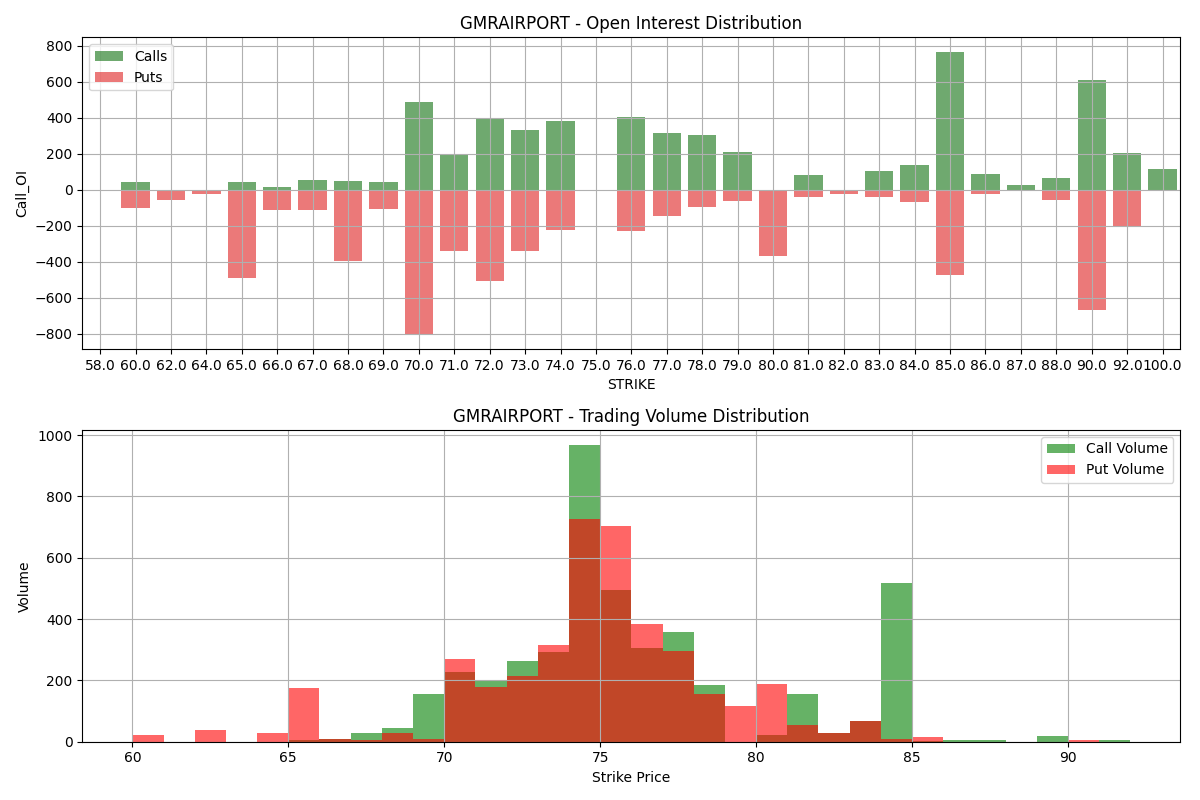 GMRAIRPORT - Open Interest Distribution
Calls
Puts
Call_OI
800
600
400
200
0
−200
−400
−600
−800
58.0 60.0 62.0 64.0 65.0 66.0 67.0 68.0 69.0 70.0 71.0 72.0 73.0 74.0 75.0 76.0 77.0 78.0 79.0 80.0 81.0 82.0 83.0 84.0 85.0 86.0 87.0 88.0 90.0 92.0 100.0
STRIKE
GMRAIRPORT - Trading Volume Distribution
Call Volume
Put Volume
Volume
1000
800
600
400
200
0
60 65 70 75 80 85 90
Strike Price